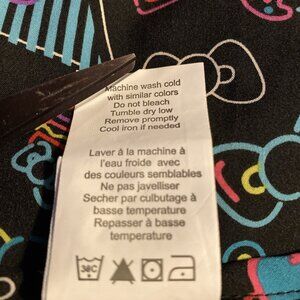 Machine wash cold
with similar colors
Do not bleach
Tumble dry low
Remove promptly
Cool iron if needed
Laver à la machine à
l'eau froide avec
des couleurs semblables
Ne pas javelliser
Secher par culbutage à
basse temperature
Repasser à basse
temperature
30C